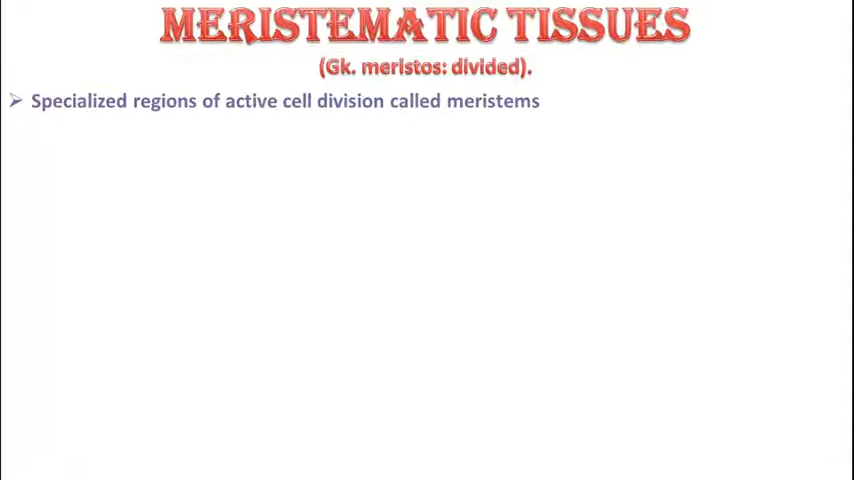 MERISTEMATIC TISSUES
(Gk. meristos: divided).
➢ Specialized regions of active cell division called meristems